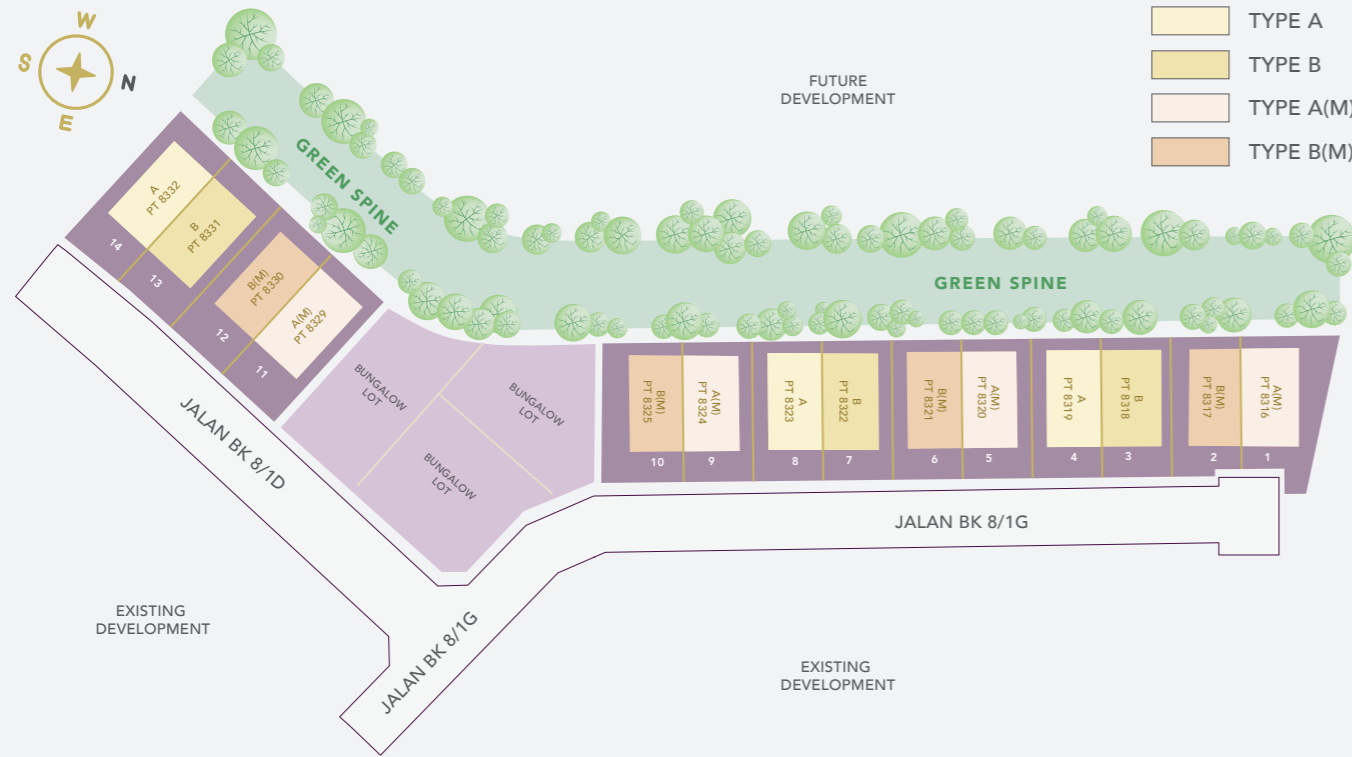 W
S
N
E
FUTURE
DEVELOPMENT
TYPE A
TYPE B
TYPE A(M)
TYPE B(M)
GREEN SPINE
GREEN SPINE
A
PT 8332
14
B
PT 8331
13
B(M)
PT 8330
12
A(M)
PT 8329
11
BUNGALOW
LOT
BUNGALOW
LOT
BUNGALOW
LOT
B(M)
PT 8325
10
A(M)
PT 8324
9
A
PT 8323
8
B
PT 8322
7
B(M)
PT 8321
6
A(M)
PT 8320
5
A
PT 8319
4
B
PT 8318
3
B(M)
PT 8317
2
A(M)
PT 8316
1
JALAN BK 8/1D
JALAN BK 8/1G
JALAN BK 8/1G
EXISTING
DEVELOPMENT
EXISTING
DEVELOPMENT